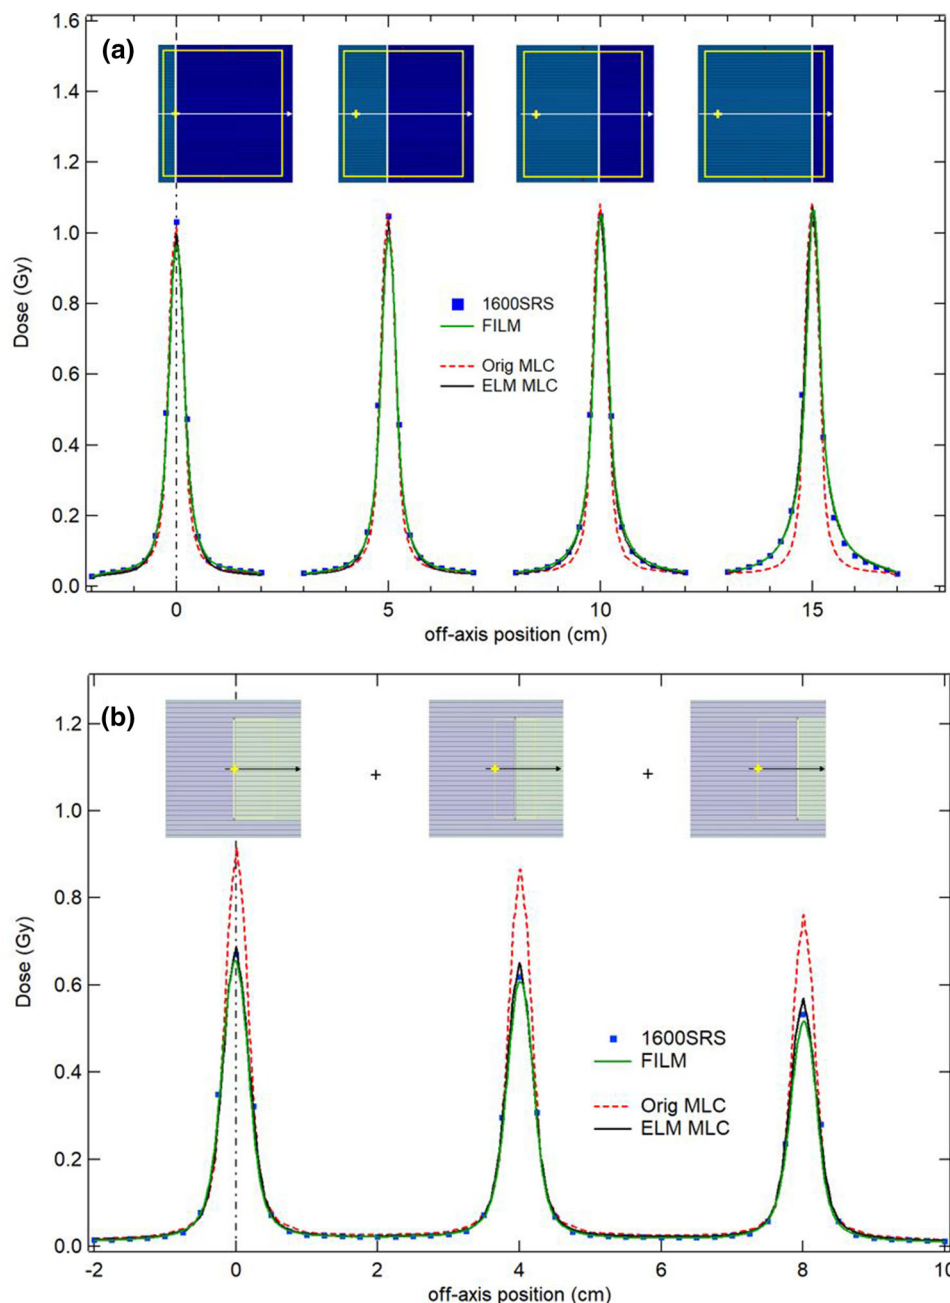 (a)
1.6
1.4
1.2
1.0
0.8
0.6
0.4
0.2
0.0
Dose (Gy)
1600SRS
FILM
Orig MLC
ELM MLC
0 5 10 15
off-axis position (cm)
(b)
1.2
1.0
0.8
0.6
0.4
0.2
0.0
Dose (Gy)
+ +
1600SRS
FILM
Orig MLC
ELM MLC
-2 0 2 4 6 8 10
off-axis position (cm)